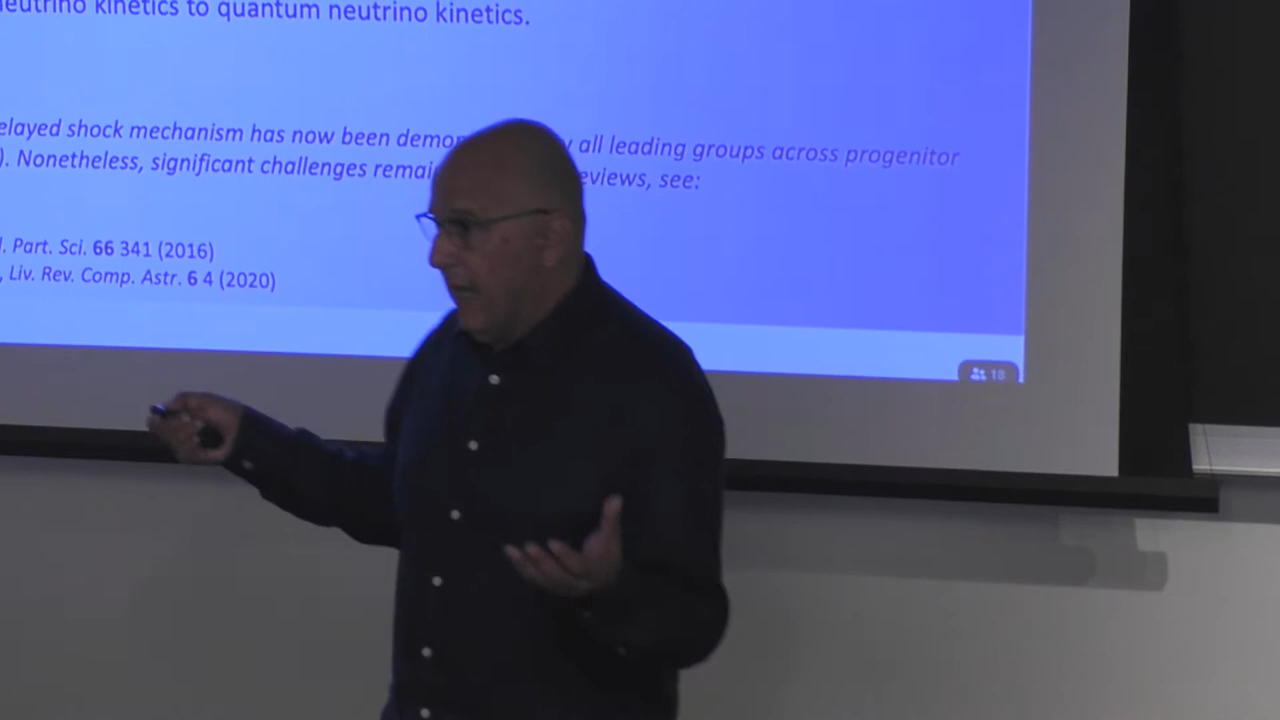 neutrino kinetics to quantum neutrino kinetics.
elayed shock mechanism has now been demon y all leading groups across progenitor
). Nonetheless, significant challenges remai eviews, see:
l. Part. Sci. 66 341 (2016)
, Liv. Rev. Comp. Astr. 6 4 (2020)
18